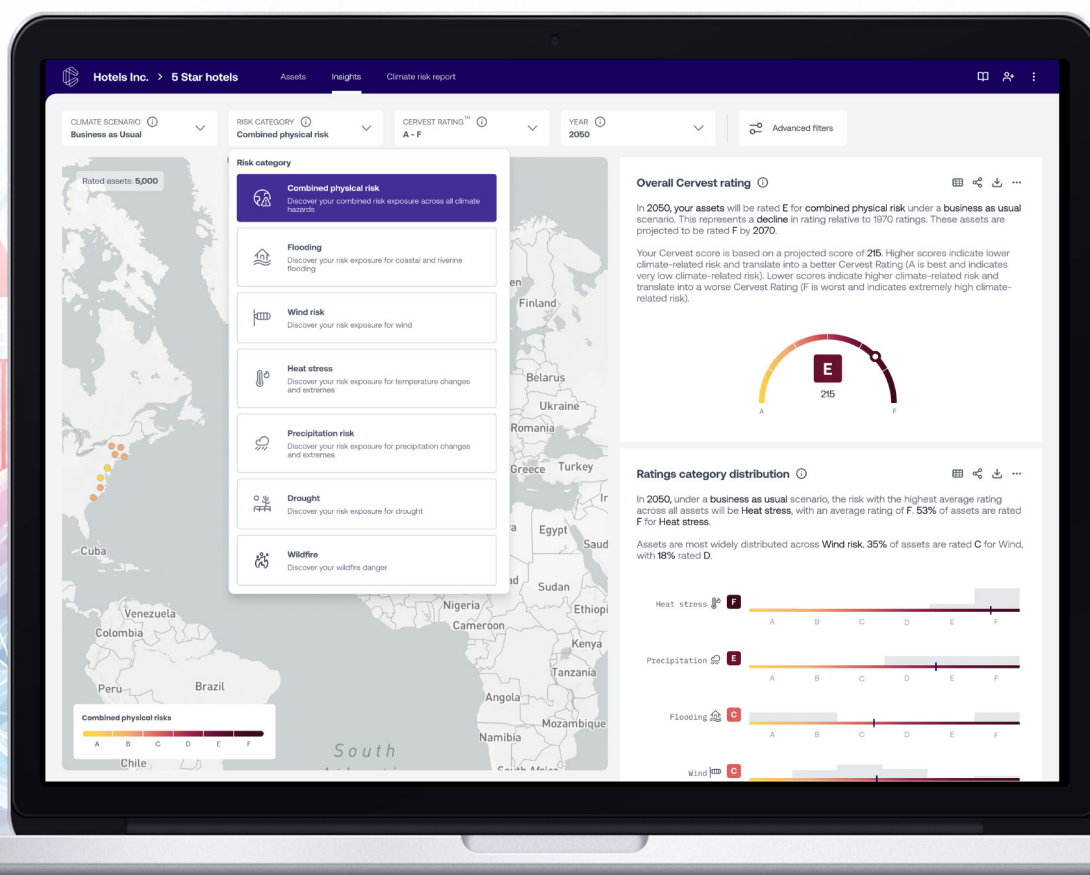 Hotels Inc. > 5 Star hotels
Assets
Insights
Climate risk report
CLIMATE SCENARIO
Business as Usual
RISK CATEGORY
Combined physical risk
CERVEST RATING™
A - F
YEAR
2050
Advanced filters
Rated assets: 5,000
Risk category
Combined physical risk
Discover your combined risk exposure across all climate
hazards
Flooding
Discover your risk exposure for coastal and riverine
flooding
Wind risk
Discover your risk exposure for wind
Heat stress
Discover your risk exposure for temperature changes
and extremes
Precipitation risk
Discover your risk exposure for precipitation changes
and extremes
Drought
Discover your risk exposure for drought
Wildfire
Discover your wildfire danger
en
Finland
Belarus
Ukraine
Romania
Greece
Turkey
Ir
a
Egypt
Saud
Cuba
ad
Sudan
Nigeria
Ethiopi
Venezuela
Cameroon
Colombia
Kenya
Tanzania
Peru
Brazil
Angola
Mozambique
Namibia
Chile
South
South Africa
Combined physical risks
A B C D E F
Overall Cervest rating
In 2050, your assets will be rated E for combined physical risk under a business as usual
scenario. This represents a decline in rating relative to 1970 ratings. These assets are
projected to be rated F by 2070.
Your Cervest score is based on a projected score of 215. Higher scores indicate lower
climate-related risk and translate into a better Cervest Rating (A is best and indicates
very low climate-related risk). Lower scores indicate higher climate-related risk and
translate into a worse Cervest Rating (F is worst and indicates extremely high climate-
related risk).
E
215
A F
Ratings category distribution
In 2050, under a business as usual scenario, the risk with the highest average rating
across all assets will be Heat stress, with an average rating of F. 53% of assets are rated
F for Heat stress.
Assets are most widely distributed across Wind risk. 35% of assets are rated C for Wind,
with 18% rated D.
Heat stress F
A B C D E F
Precipitation E
A B C D E F
Flooding C
A B C D E F
Wind C